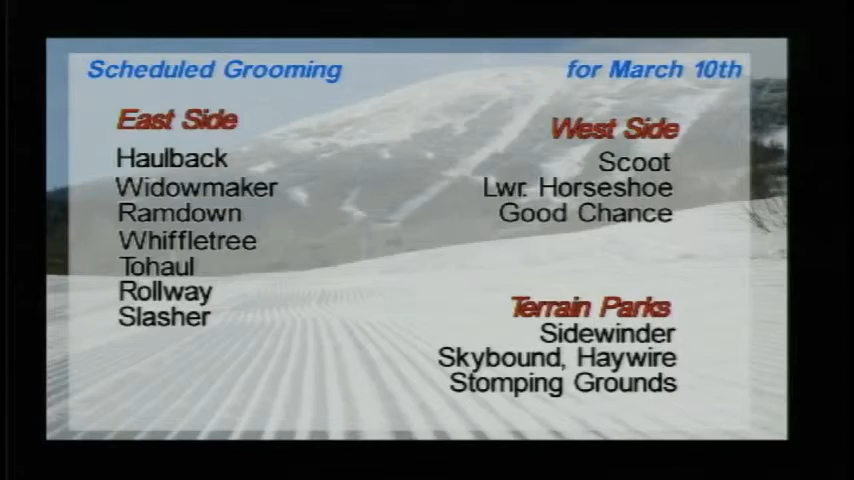 Scheduled Grooming
for March 10th
East Side
Haulback
Widowmaker
Ramdown
Whiffletree
Tohaul
Rollway
Slasher
West Side
Scoot
Lwr. Horseshoe
Good Chance
Terrain Parks
Sidewinder
Skybound, Haywire
Stomping Grounds